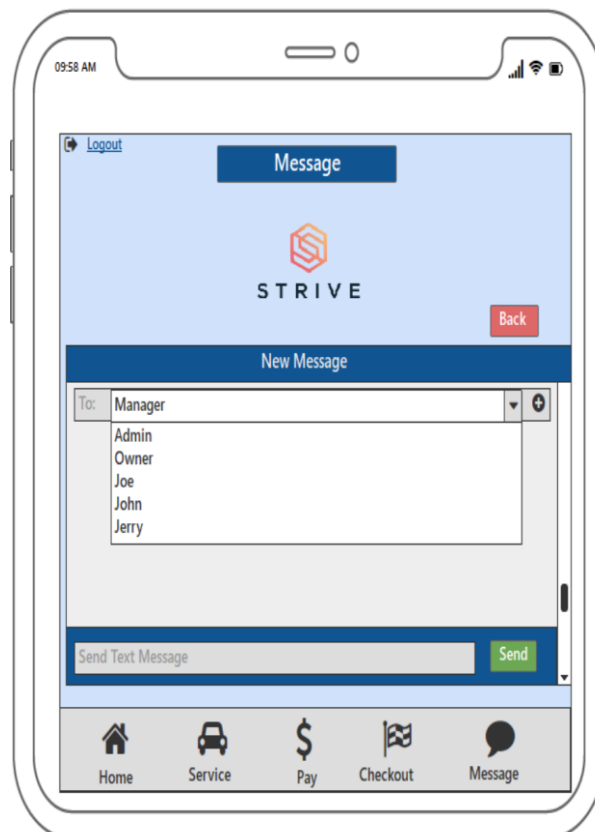 09:58 AM
Logout
Message
STRIVE
Back
New Message
To: Manager
Admin
Owner
Joe
John
Jerry
Send Text Message Send
Home Service Pay Checkout Message